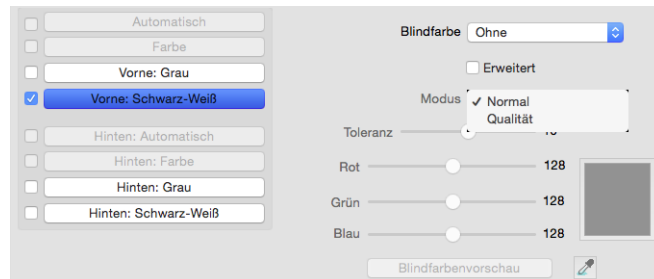 Automatisch
Farbe
Vorne: Grau
Vorne: Schwarz-Weiß
Hinten: Automatisch
Hinten: Farbe
Hinten: Grau
Hinten: Schwarz-Weiß
Blindfarbe Ohne
Erweitert
Modus Normal
Qualität
Toleranz
Rot 128
Grün 128
Blau 128
Blindfarbenvorschau